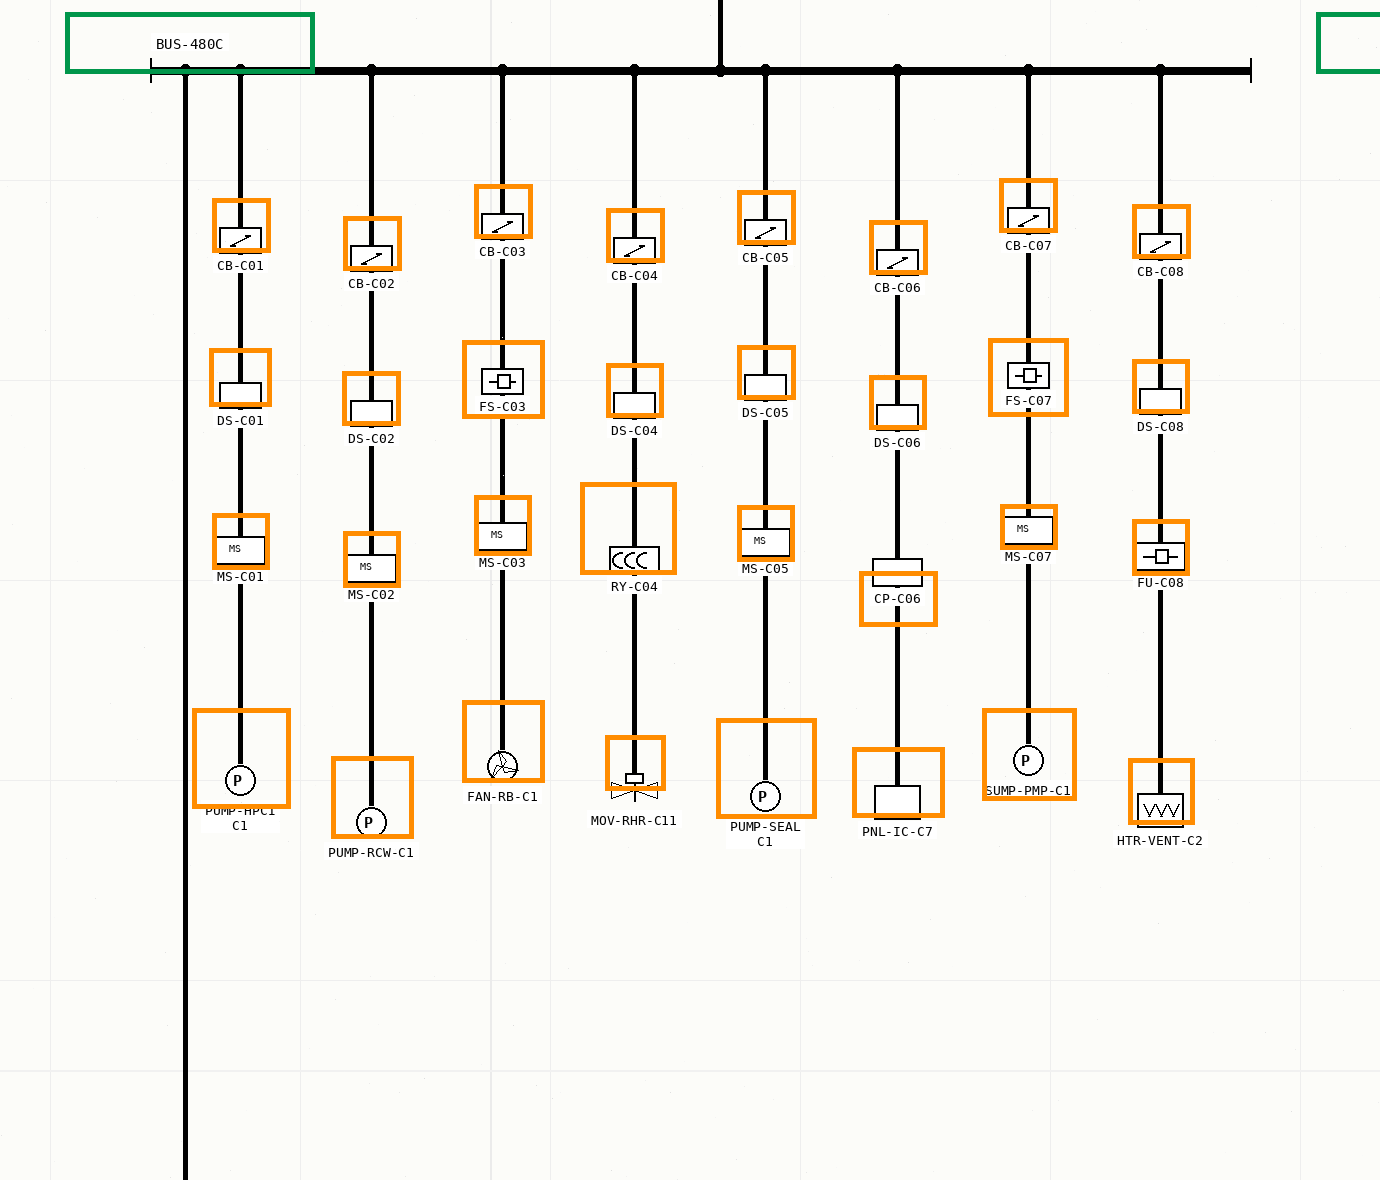 BUS-480C
CB-C01
CB-C02
CB-C03
CB-C04
CB-C05
CB-C06
CB-C07
CB-C08
DS-C01
DS-C02
FS-C03
DS-C04
DS-C05
DS-C06
FS-C07
DS-C08
MS
MS-C01
MS
MS-C02
MS
MS-C03
RY-C04
MS
MS-C05
CP-C06
MS
MS-C07
FU-C08
P
PUMP-HPCI
C1
P
PUMP-RCW-C1
FAN-RB-C1
MOV-RHR-C11
P
PUMP-SEAL
C1
PNL-IC-C7
P
SUMP-PMP-C1
HTR-VENT-C2